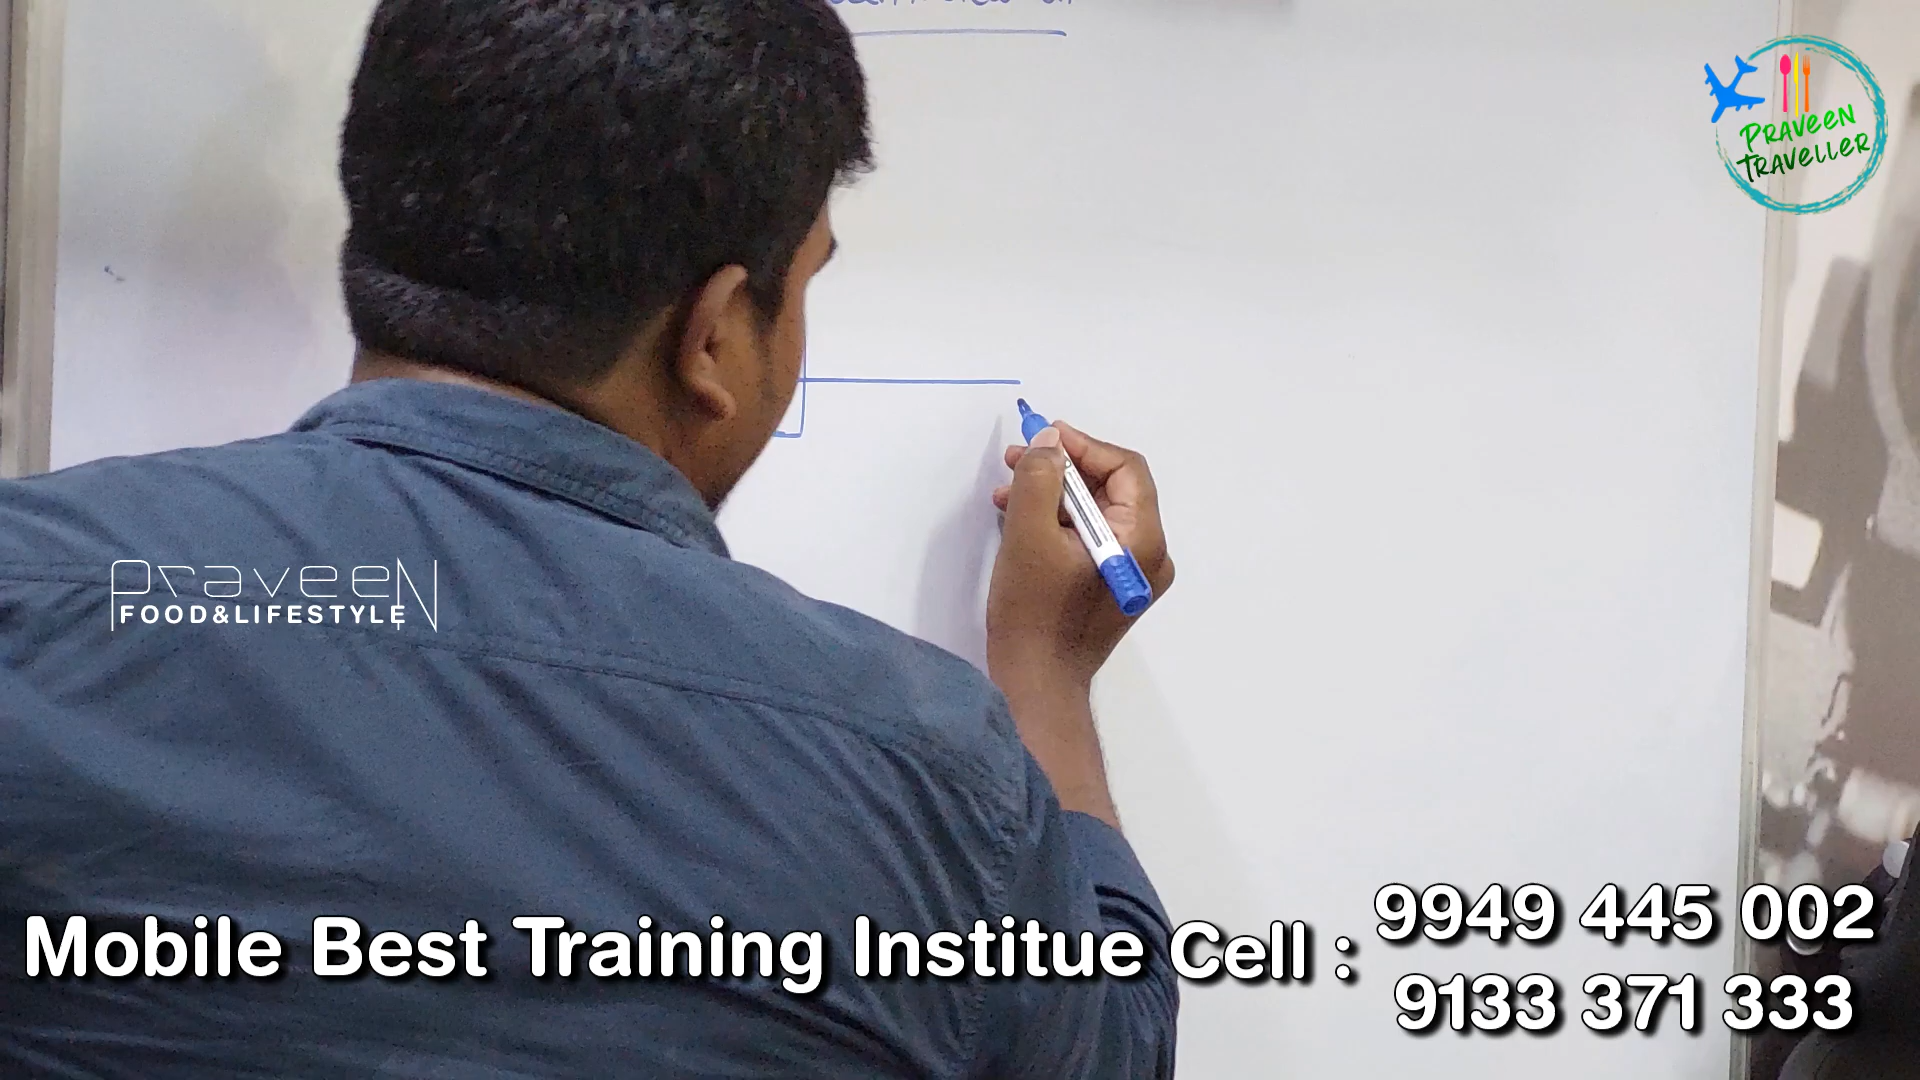 PRAVEEN
TRAVELLER
PraveeN
FOOD&LIFESTYLE
Mobile Best Training Institue Cell :
9949 445 002
9133 371 333